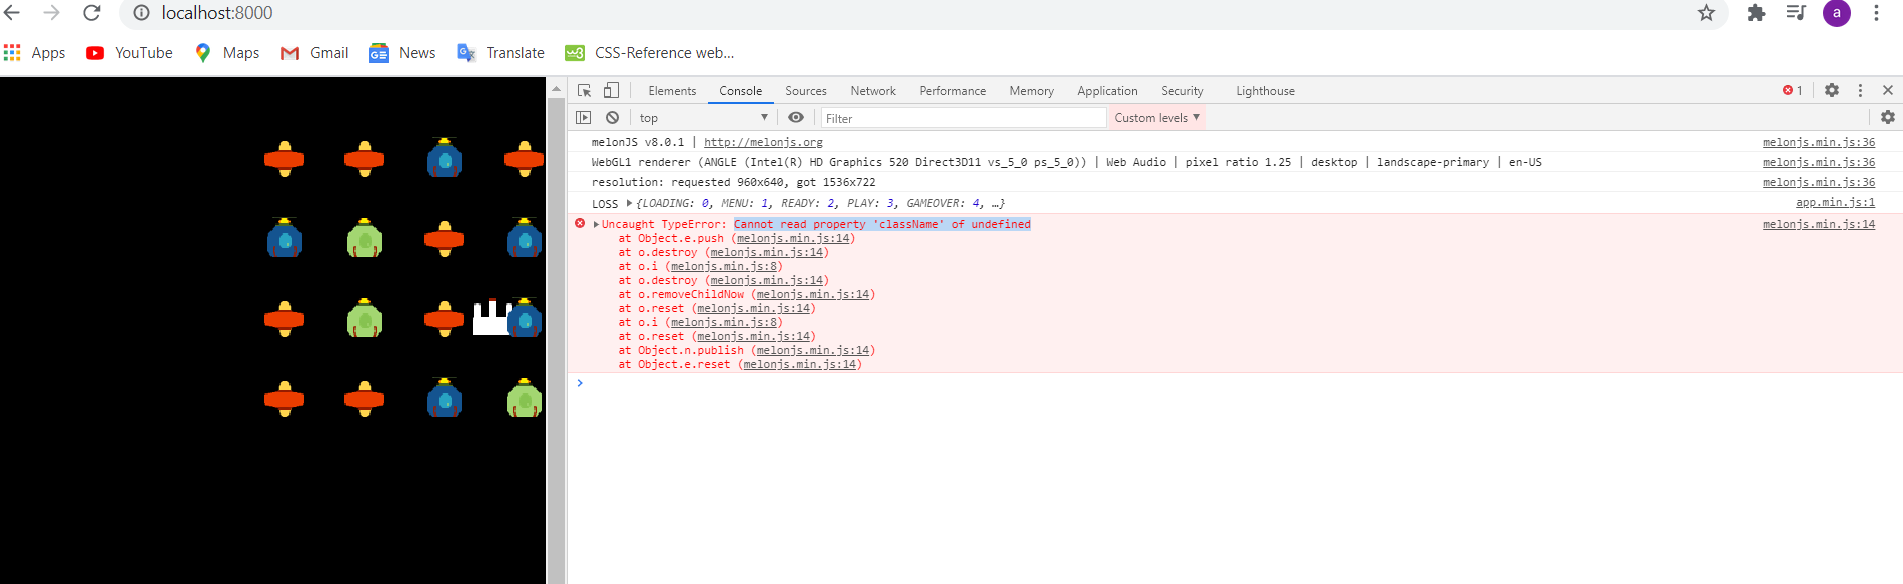 localhost:8000
a
Apps YouTube Maps Gmail News Translate CSS-Reference web...
Elements Console Sources Network Performance Memory Application Security Lighthouse 1
top Filter Custom levels
melonJS v8.0.1 | http://melonjs.org melonjs.min.js:36
WebGL1 renderer (ANGLE (Intel(R) HD Graphics 520 Direct3D11 vs_5_0 ps_5_0)) | Web Audio | pixel ratio 1.25 | desktop | landscape-primary | en-US melonjs.min.js:36
resolution: requested 960x640, got 1536x722 melonjs.min.js:36
LOSS {LOADING: 0, MENU: 1, READY: 2, PLAY: 3, GAMEOVER: 4, …} app.min.js:1
Uncaught TypeError: Cannot read property 'className' of undefined melonjs.min.js:14
at Object.e.push (melonjs.min.js:14)
at o.destroy (melonjs.min.js:14)
at o.i (melonjs.min.js:8)
at o.destroy (melonjs.min.js:14)
at o.removeChildNow (melonjs.min.js:14)
at o.reset (melonjs.min.js:14)
at o.i (melonjs.min.js:8)
at o.reset (melonjs.min.js:14)
at Object.n.publish (melonjs.min.js:14)
at Object.e.reset (melonjs.min.js:14)